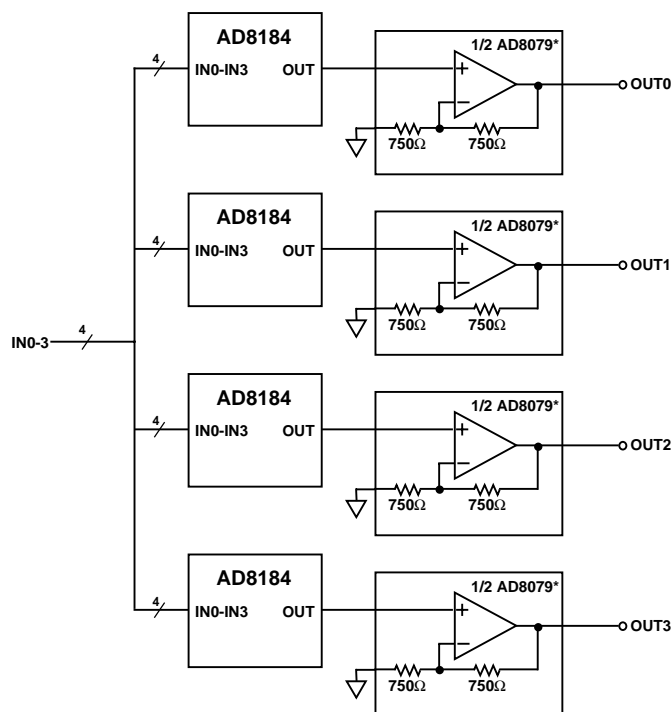 AD8184
4
IN0-IN3 OUT
1/2 AD8079*
+
−
750Ω 750Ω
OUT0
AD8184
4
IN0-IN3 OUT
1/2 AD8079*
+
−
750Ω 750Ω
OUT1
4
IN0-3
AD8184
4
IN0-IN3 OUT
1/2 AD8079*
+
−
750Ω 750Ω
OUT2
AD8184
4
IN0-IN3 OUT
1/2 AD8079*
+
−
750Ω 750Ω
OUT3